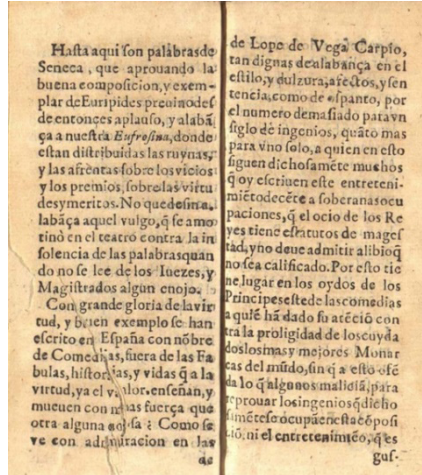 Hasta aqui son palabras de
Seneca, que aprouando la
buena composicion, y exem-
plar de Euripides preuino desde
de entonces aplauso, y alabā
ça a nuestra Eufrosina, donde
estan distribuidas las ruynas,
y las afrentas sobre los vicios
y los premios, sobre las virtu
des y meritos. No quede sin a-
labāça aquel vulgo, q̄ se amo
tinò en el teatro contra la in
solencia de las palabras quan
do no se lee de los Iuezes, y
Magistrados algun enojo.
Con grande gloria de la vir
tud, y buen exemplo se han
escrito en España con nōbre
de Comedias, fuera de las Fa
bulas, historias, y vidas q̄ a la
virtud, ya el valor enseñan, y
mueuen con mas fuerça que
otra alguna cosa? Como se
ve con admiracion en las
de
de Lope de Vega Carpio,
tan dignas de alabança en el
estilo, y dulzura, afectos, y sen
tencia, como de espanto, por
el numero demasiado para vn
siglo de ingenios, quāto mas
para vno solo, a quien en esto
siguen dichosamēte muchos
q̄ oy escriuen este entreteni-
miēto decēte a soberanas ocu
paciones, q̄ el ocio de los Re
yes tiene estatutos de mages
tad, y no deue admitir alibio q̄
no sea calificado. Por esto tie
ne, lugar en los oydos de los
Principes este de las comedias
a quiē ha dado su atēciō con
tra la proligidad de los cuyda
dos los mas y mejores Monar
cas del mūdo, sin q̄ a esto ofē
da lo q̄ algunos malicia, para
reprouar los ingenios q̄ dicho
samēte se ocupā en esta cōposi
ciō, ni el entretenimiēto, q̄ es
gus-